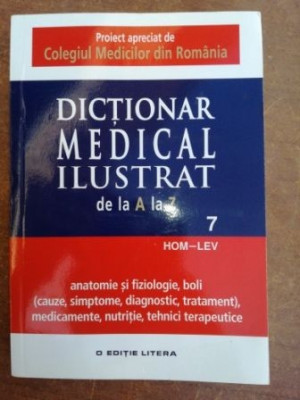 Proiect apreciat de
Colegiul Medicilor din România
DICȚIONAR
MEDICAL
ILUSTRAT
de la A la Z
7
HOM–LEV
anatomie și fiziologie, boli
(cauze, simptome, diagnostic, tratament),
medicamente, nutriție, tehnici terapeutice
O EDIȚIE LITERA